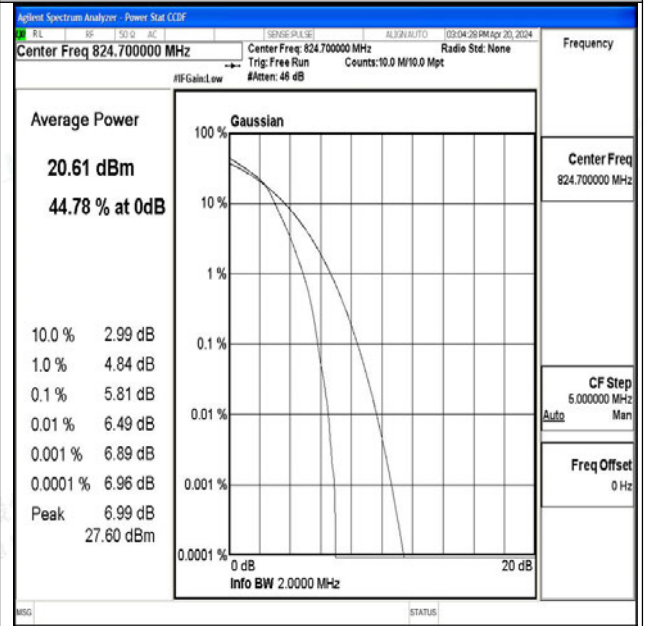 Agilent Spectrum Analyzer - Power Stat CCDF
RL RF 50 Ω AC SENSE:PULSE ALIGN AUTO 03:04:28 PM Apr 20, 2024
Center Freq 824.700000 MHz
Center Freq: 824.700000 MHz Radio Std: None
Trig: Free Run Counts:10.0 M/10.0 Mpt
#IFGain:Low #Atten: 46 dB
Frequency
Average Power
20.61 dBm
44.78 % at 0dB
10.0 % 2.99 dB
1.0 % 4.84 dB
0.1 % 5.81 dB
0.01 % 6.49 dB
0.001 % 6.89 dB
0.0001 % 6.96 dB
Peak 6.99 dB
27.60 dBm
Gaussian
100 %
10 %
1 %
0.1 %
0.01 %
0.001 %
0.0001 %
0 dB 20 dB
Info BW 2.0000 MHz
Center Freq
824.700000 MHz
CF Step
5.000000 MHz
Auto Man
Freq Offset
0 Hz
MSG STATUS